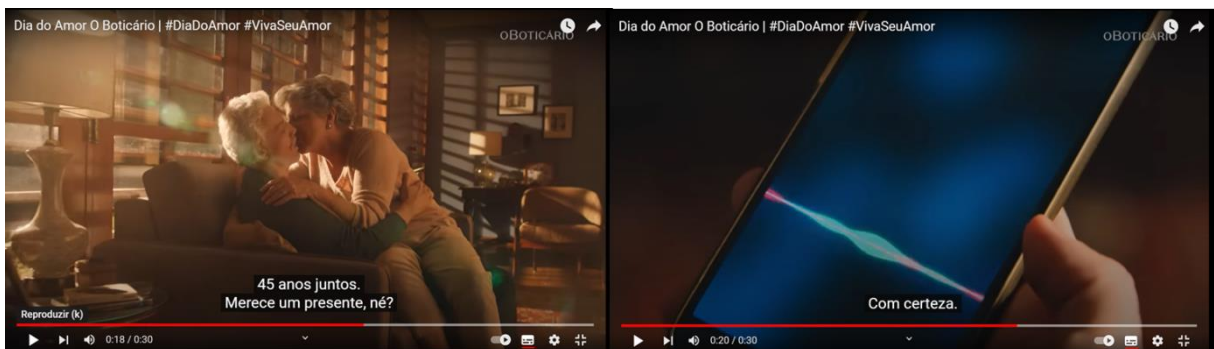 Dia do Amor O Boticário | #DiaDoAmor #VivaSeuAmor
oBOTICÁRIO
45 anos juntos.
Merece um presente, né?
Reproduzir (k)
0:18 / 0:30
Dia do Amor O Boticário | #DiaDoAmor #VivaSeuAmor
oBOTICÁRIO
Com certeza.
0:20 / 0:30